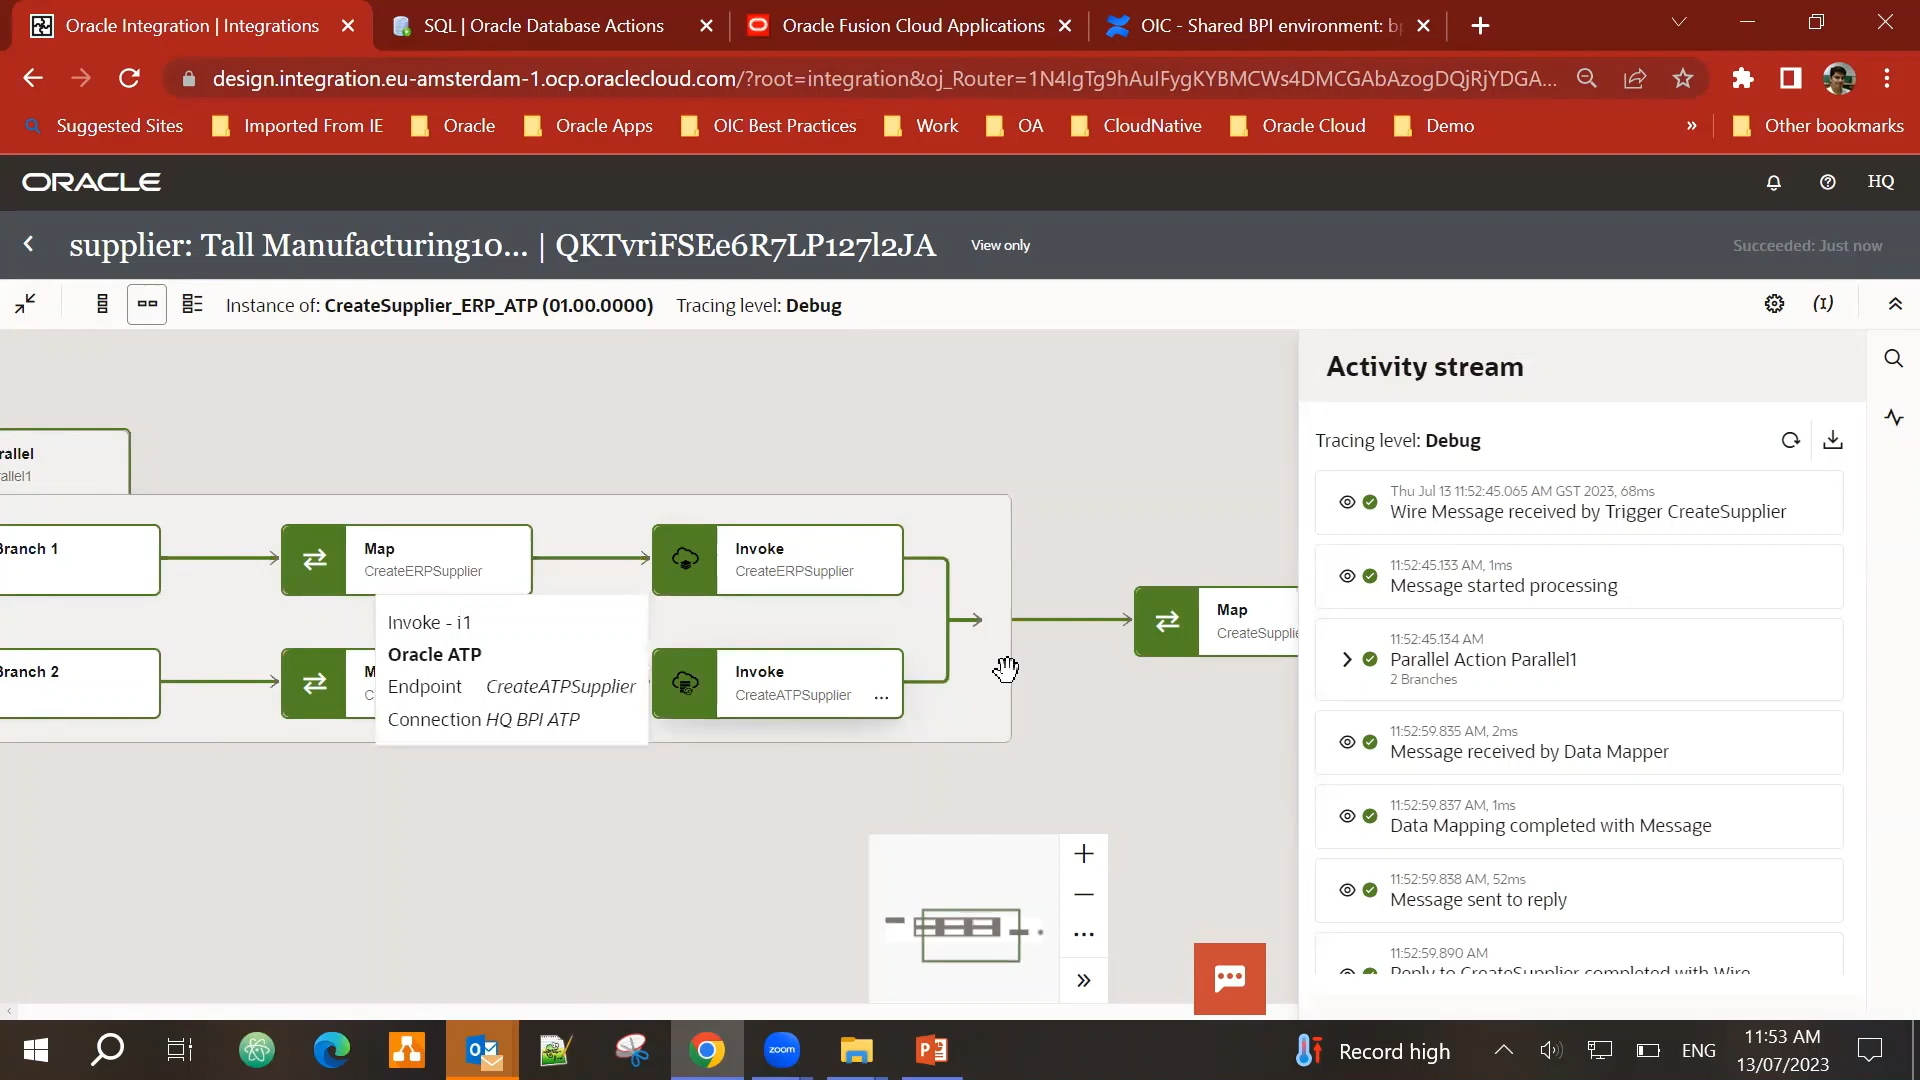 Oracle Integration | Integrations
SQL | Oracle Database Actions
Oracle Fusion Cloud Applications
OIC - Shared BPI environment: bp
design.integration.eu-amsterdam-1.ocp.oraclecloud.com/?root=integration&oj_Router=1N4IgTg9hAuIFygKYBMCWs4DMCGAbAzogDQjRjYDGA...
Suggested Sites
Imported From IE
Oracle
Oracle Apps
OIC Best Practices
Work
OA
CloudNative
Oracle Cloud
Demo
»
Other bookmarks
ORACLE
HQ
supplier: Tall Manufacturing10... | QKTvriFSEe6R7LP127l2JA
View only
Succeeded: Just now
Instance of: CreateSupplier_ERP_ATP (01.00.0000)
Tracing level: Debug
(I)
Activity stream
Tracing level: Debug
rallel
rallel1
Branch 1
Map
CreateERPSupplier
Invoke
CreateERPSupplier
Branch 2
M
C
Invoke
CreateATPSupplier
...
Invoke - i1
Oracle ATP
Endpoint CreateATPSupplier
Connection HQ BPI ATP
Map
CreateSupplie
Thu Jul 13 11:52:45.065 AM GST 2023, 68ms
Wire Message received by Trigger CreateSupplier
11:52:45.133 AM, 1ms
Message started processing
11:52:45.134 AM
Parallel Action Parallel1
2 Branches
11:52:59.835 AM, 2ms
Message received by Data Mapper
11:52:59.837 AM, 1ms
Data Mapping completed with Message
11:52:59.838 AM, 52ms
Message sent to reply
11:52:59.890 AM
Reply to CreateSupplier completed with Wire
zoom
Record high
ENG
11:53 AM
13/07/2023